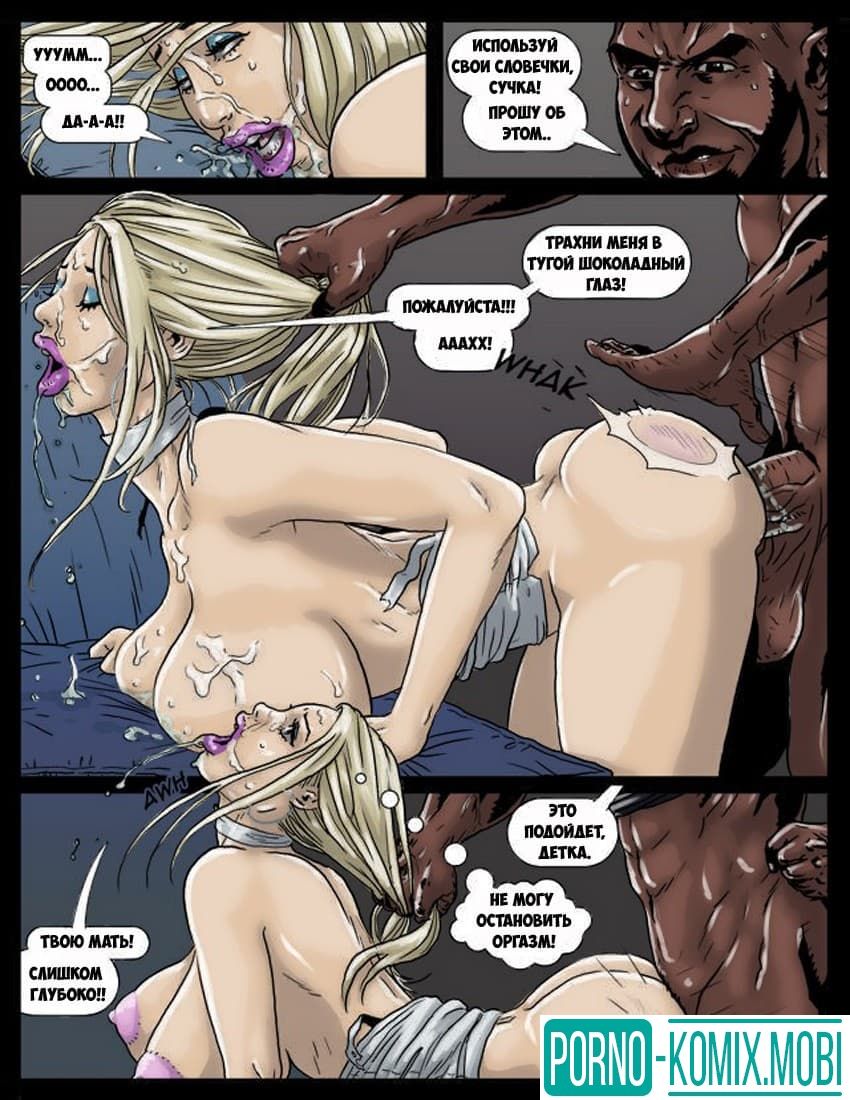 УУУММ...
ОООО...
ДА-А-А!!
ИСПОЛЬЗУЙ
СВОИ СЛОВЕЧКИ,
СУЧКА!
ПРОШУ ОБ
ЭТОМ..
ТРАХНИ МЕНЯ В
ТУГОЙ ШОКОЛАДНЫЙ
ГЛАЗ!
ПОЖАЛУЙСТА!!!
АААХХ!
WHAK
AWH
ЭТО
ПОДОЙДЕТ,
ДЕТКА.
НЕ МОГУ
ОСТАНОВИТЬ
ОРГАЗМ!
ТВОЮ МАТЬ!
СЛИШКОМ
ГЛУБОКО!!
PORNO-KOMIX.MOBI